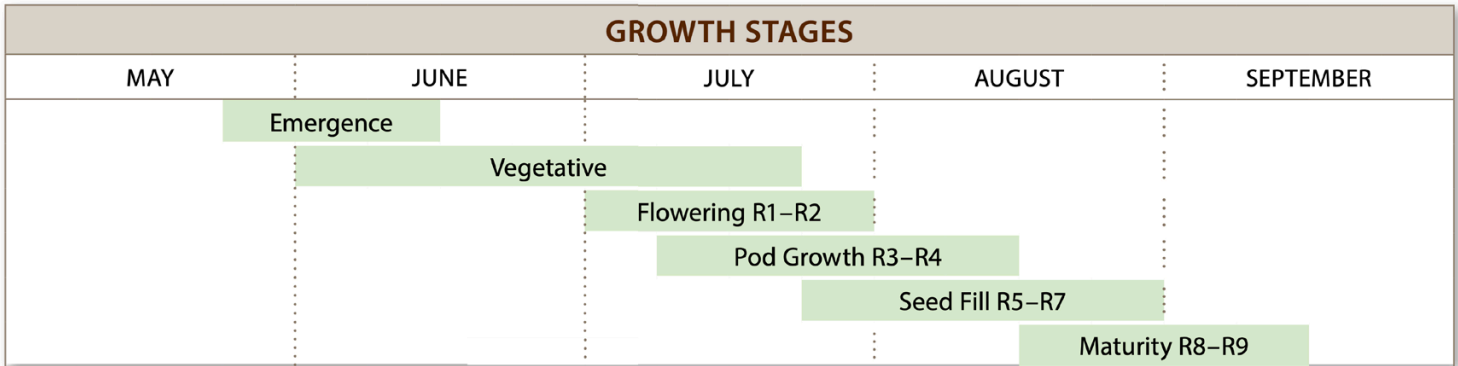 GROWTH STAGES
MAY JUNE JULY AUGUST SEPTEMBER
Emergence
Vegetative
Flowering R1–R2
Pod Growth R3–R4
Seed Fill R5–R7
Maturity R8–R9